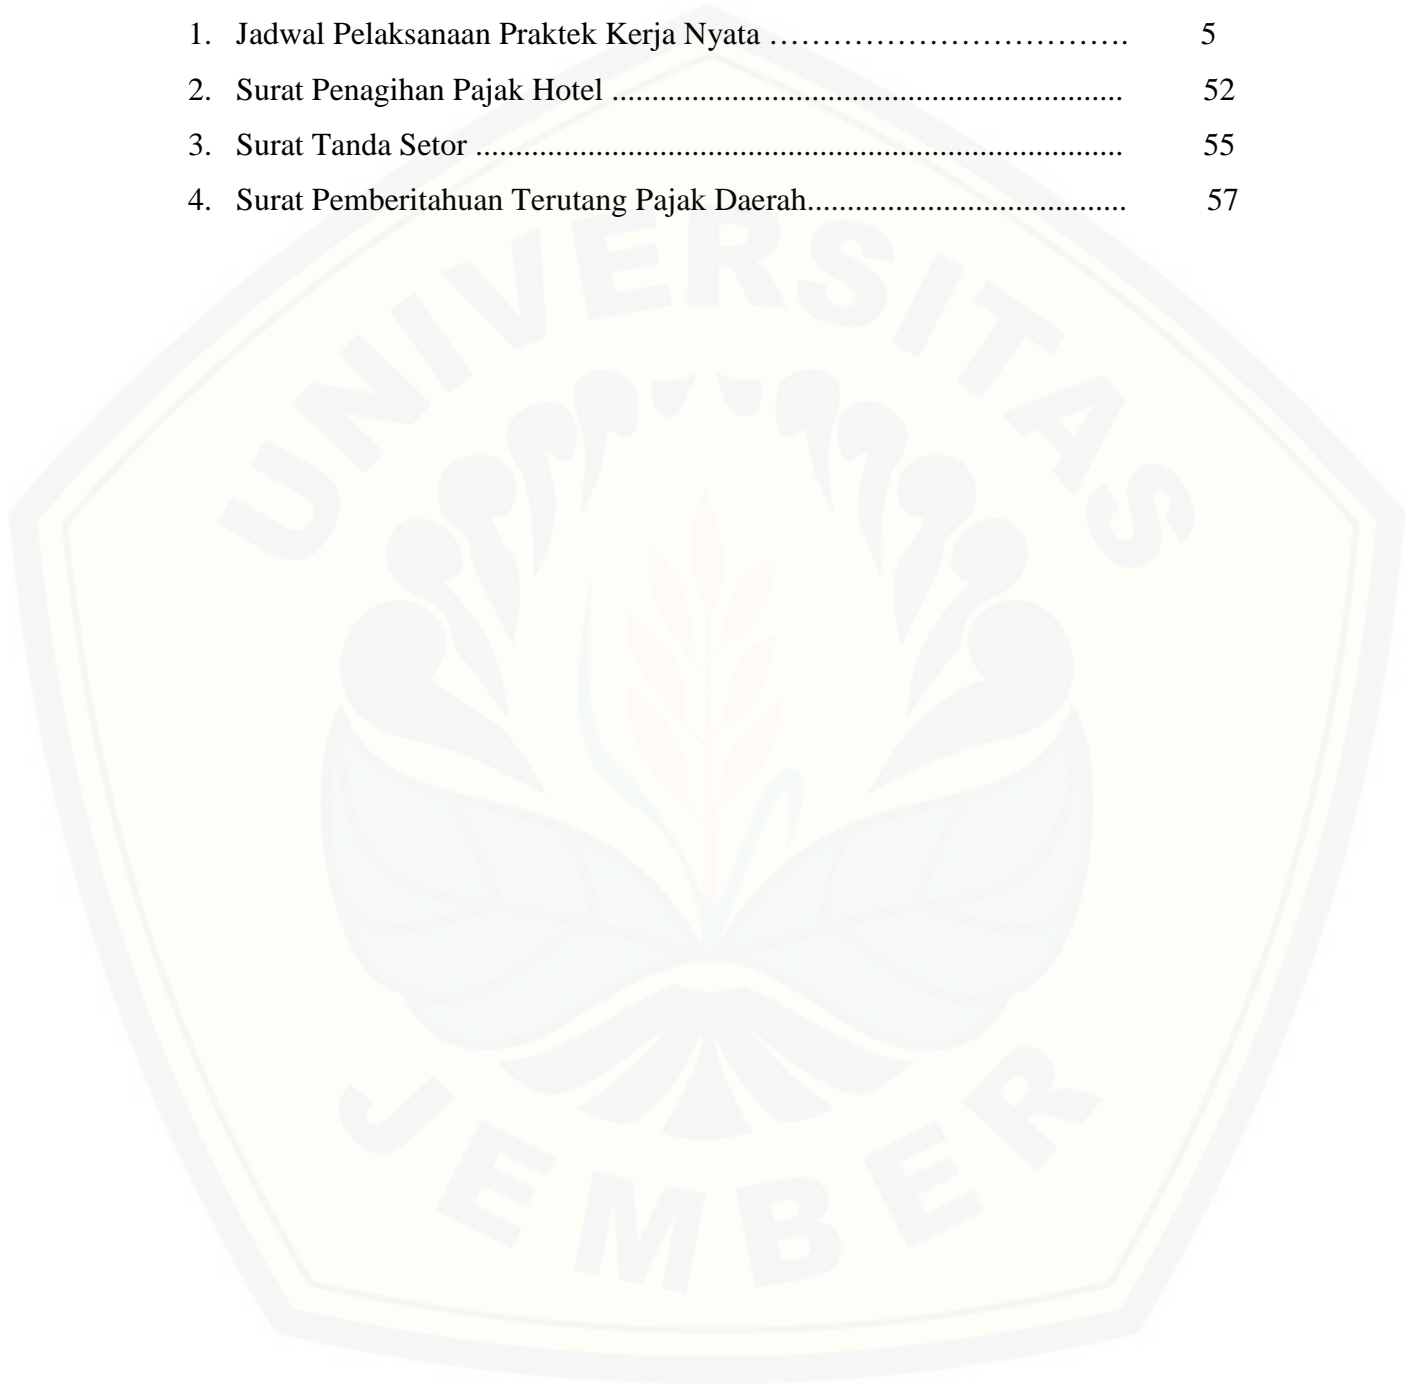 1. Jadwal Pelaksanaan Praktek Kerja Nyata ……………………………. 5
2. Surat Penagihan Pajak Hotel ................................................................ 52
3. Surat Tanda Setor ................................................................................. 55
4. Surat Pemberitahuan Terutang Pajak Daerah........................................ 57
UNIVERSITAS
JEMBER